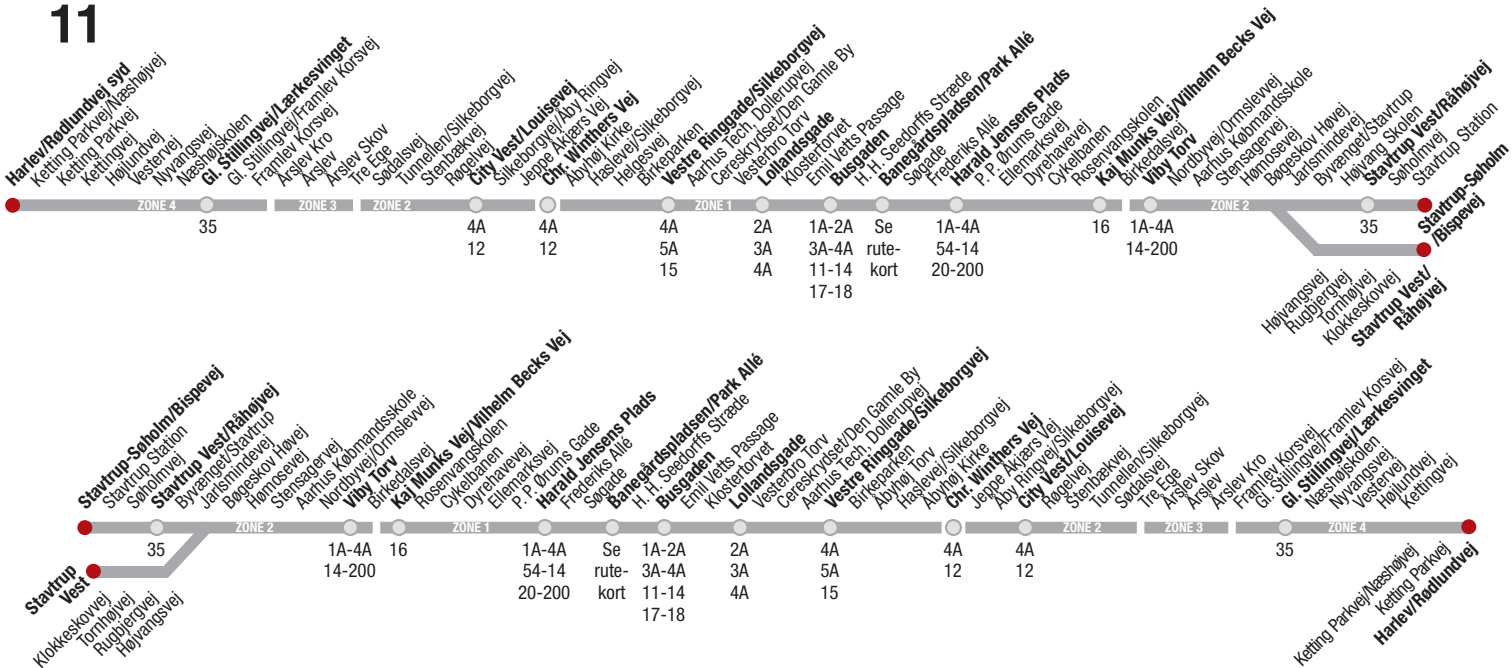 11
Harlev/Rødlundvej syd
Ketting Parkvej/Næshøjvej
Ketting Parkvej
Kettingvej
Højlundvej
Vestervej
Nyvangsvej
Næshøjskolen
Gl. Stillingvej/Lærkesvinget
Gl. Stillingvej/Framlev Korsvej
Framlev Korsvej
Årslev Kro
Årslev
Årslev Skov
Tre Ege
Sødalsvej
Tunnellen/Silkeborgvej
Stenbækvej
Røgelvej
City Vest/Louisevej
Silkeborgvej/Åby Ringvej
Jeppe Åkjærs Vej
Chr. Winthers Vej
Åbyhøj Kirke
Haslevej/Silkeborgvej
Helgesvej
Birkeparken
Vestre Ringgade/Silkeborgvej
Aarhus Tech, Dollerupvej
Cereskrydset/Den Gamle By
Vesterbro Torv
Lollandsgade
Klostertorvet
Emil Vetts Passage
Busgaden
H. H. Seedorffs Stræde
Banegårdspladsen/Park Allé
Søgade
Frederiks Allé
Harald Jensens Plads
P. P. Ørums Gade
Ellemarksvej
Dyrehavevej
Cykelbanen
Rosenvangskolen
Kaj Munks Vej/Vilhelm Becks Vej
Birkedalsvej
Viby Torv
Nordbyvej/Ormslevvej
Aarhus Købmandsskole
Stensagervej
Hømosevej
Bøgeskov Høvej
Jarlsmindevej
Byvænget/Stavtrup
Højvang Skolen
Stavtrup Vest/Råhøjvej
Søholmvej
Stavtrup Station
Stavtrup-Søholm
/Bispevej
ZONE 4
ZONE 3
ZONE 2
ZONE 1
ZONE 2
35
4A
12
4A
12
4A
5A
15
2A
3A
4A
1A-2A
3A-4A
11-14
17-18
Se
rute-
kort
1A-4A
54-14
20-200
16
1A-4A
14-200
35
Højvangsvej
Rugbjergvej
Tornhøjvej
Klokkeskovvej
Stavtrup Vest/
Råhøjvej
Stavtrup-Søholm/Bispevej
Stavtrup Station
Søholmvej
Stavtrup Vest/Råhøjvej
Byvænget/Stavtrup
Jarlsmindevej
Bøgeskov Høvej
Hømosevej
Stensagervej
Aarhus Købmandsskole
Nordbyvej/Ormslevvej
Viby Torv
Birkedalsvej
Kaj Munks Vej/Vilhelm Becks Vej
Rosenvangskolen
Cykelbanen
Dyrehavevej
Ellemarksvej
P. P Ørums Gade
Harald Jensens Plads
Frederiks Allé
Søgade
Banegårdspladsen/Park Allé
H. H. Seedorffs Stræde
Busgaden
Emil Vetts Passage
Klostertorvet
Lollandsgade
Vesterbro Torv
Cereskrydset/Den Gamle By
Aarhus Tech, Dollerupvej
Vestre Ringgade/Silkeborgvej
Birkeparken
Åbyhøj Torv
Haslevej/Silkeborgvej
Åbyhøj Kirke
Chr. Winthers Vej
Jeppe Åkjærs Vej
Åby Ringvej/Silkeborgvej
City Vest/Louisevej
Røgelvej
Stenbækvej
Tunnellen/Silkeborgvej
Sødalsvej
Tre Ege
Årslev Skov
Årslev
Årslev Kro
Framlev Korsvej
Gl. Stillingvej/Framlev Korsvej
Gl. Stillingvej/Lærkesvinget
Næshøjskolen
Nyvangsvej
Vestervej
Højlundvej
Kettingvej
ZONE 2
ZONE 1
ZONE 2
ZONE 3
ZONE 4
35
1A-4A
14-200
16
1A-4A
54-14
20-200
Se
rute-
kort
1A-2A
3A-4A
11-14
17-18
2A
3A
4A
4A
5A
15
4A
12
4A
12
35
Stavtrup
Vest
Klokkeskovvej
Tornhøjvej
Rugbjergvej
Højvangsvej
Ketting Parkvej/Næshøjvej
Ketting Parkvej
Harlev/Rødlundvej